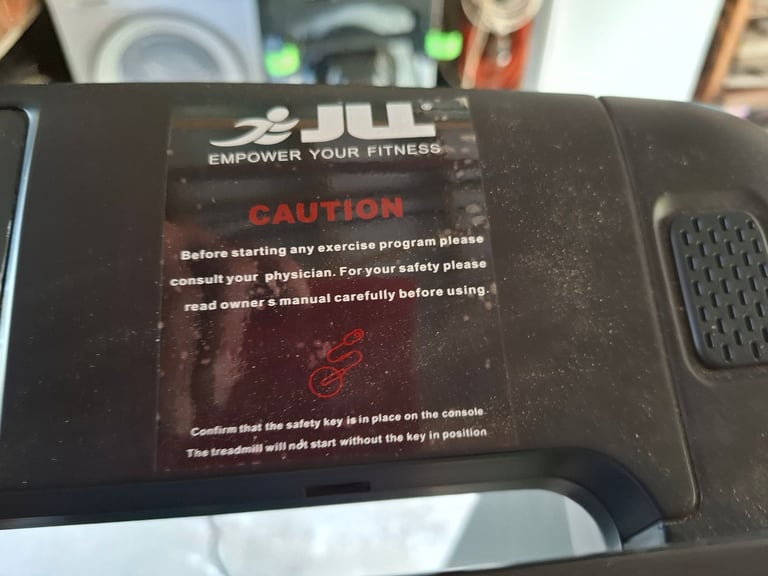 JLL
EMPOWER YOUR FITNESS
CAUTION
Before starting any exercise program please
consult your physician. For your safety please
read owner s manual carefully before using.
Confirm that the safety key is in place on the console
The treadmill will not start without the key in position